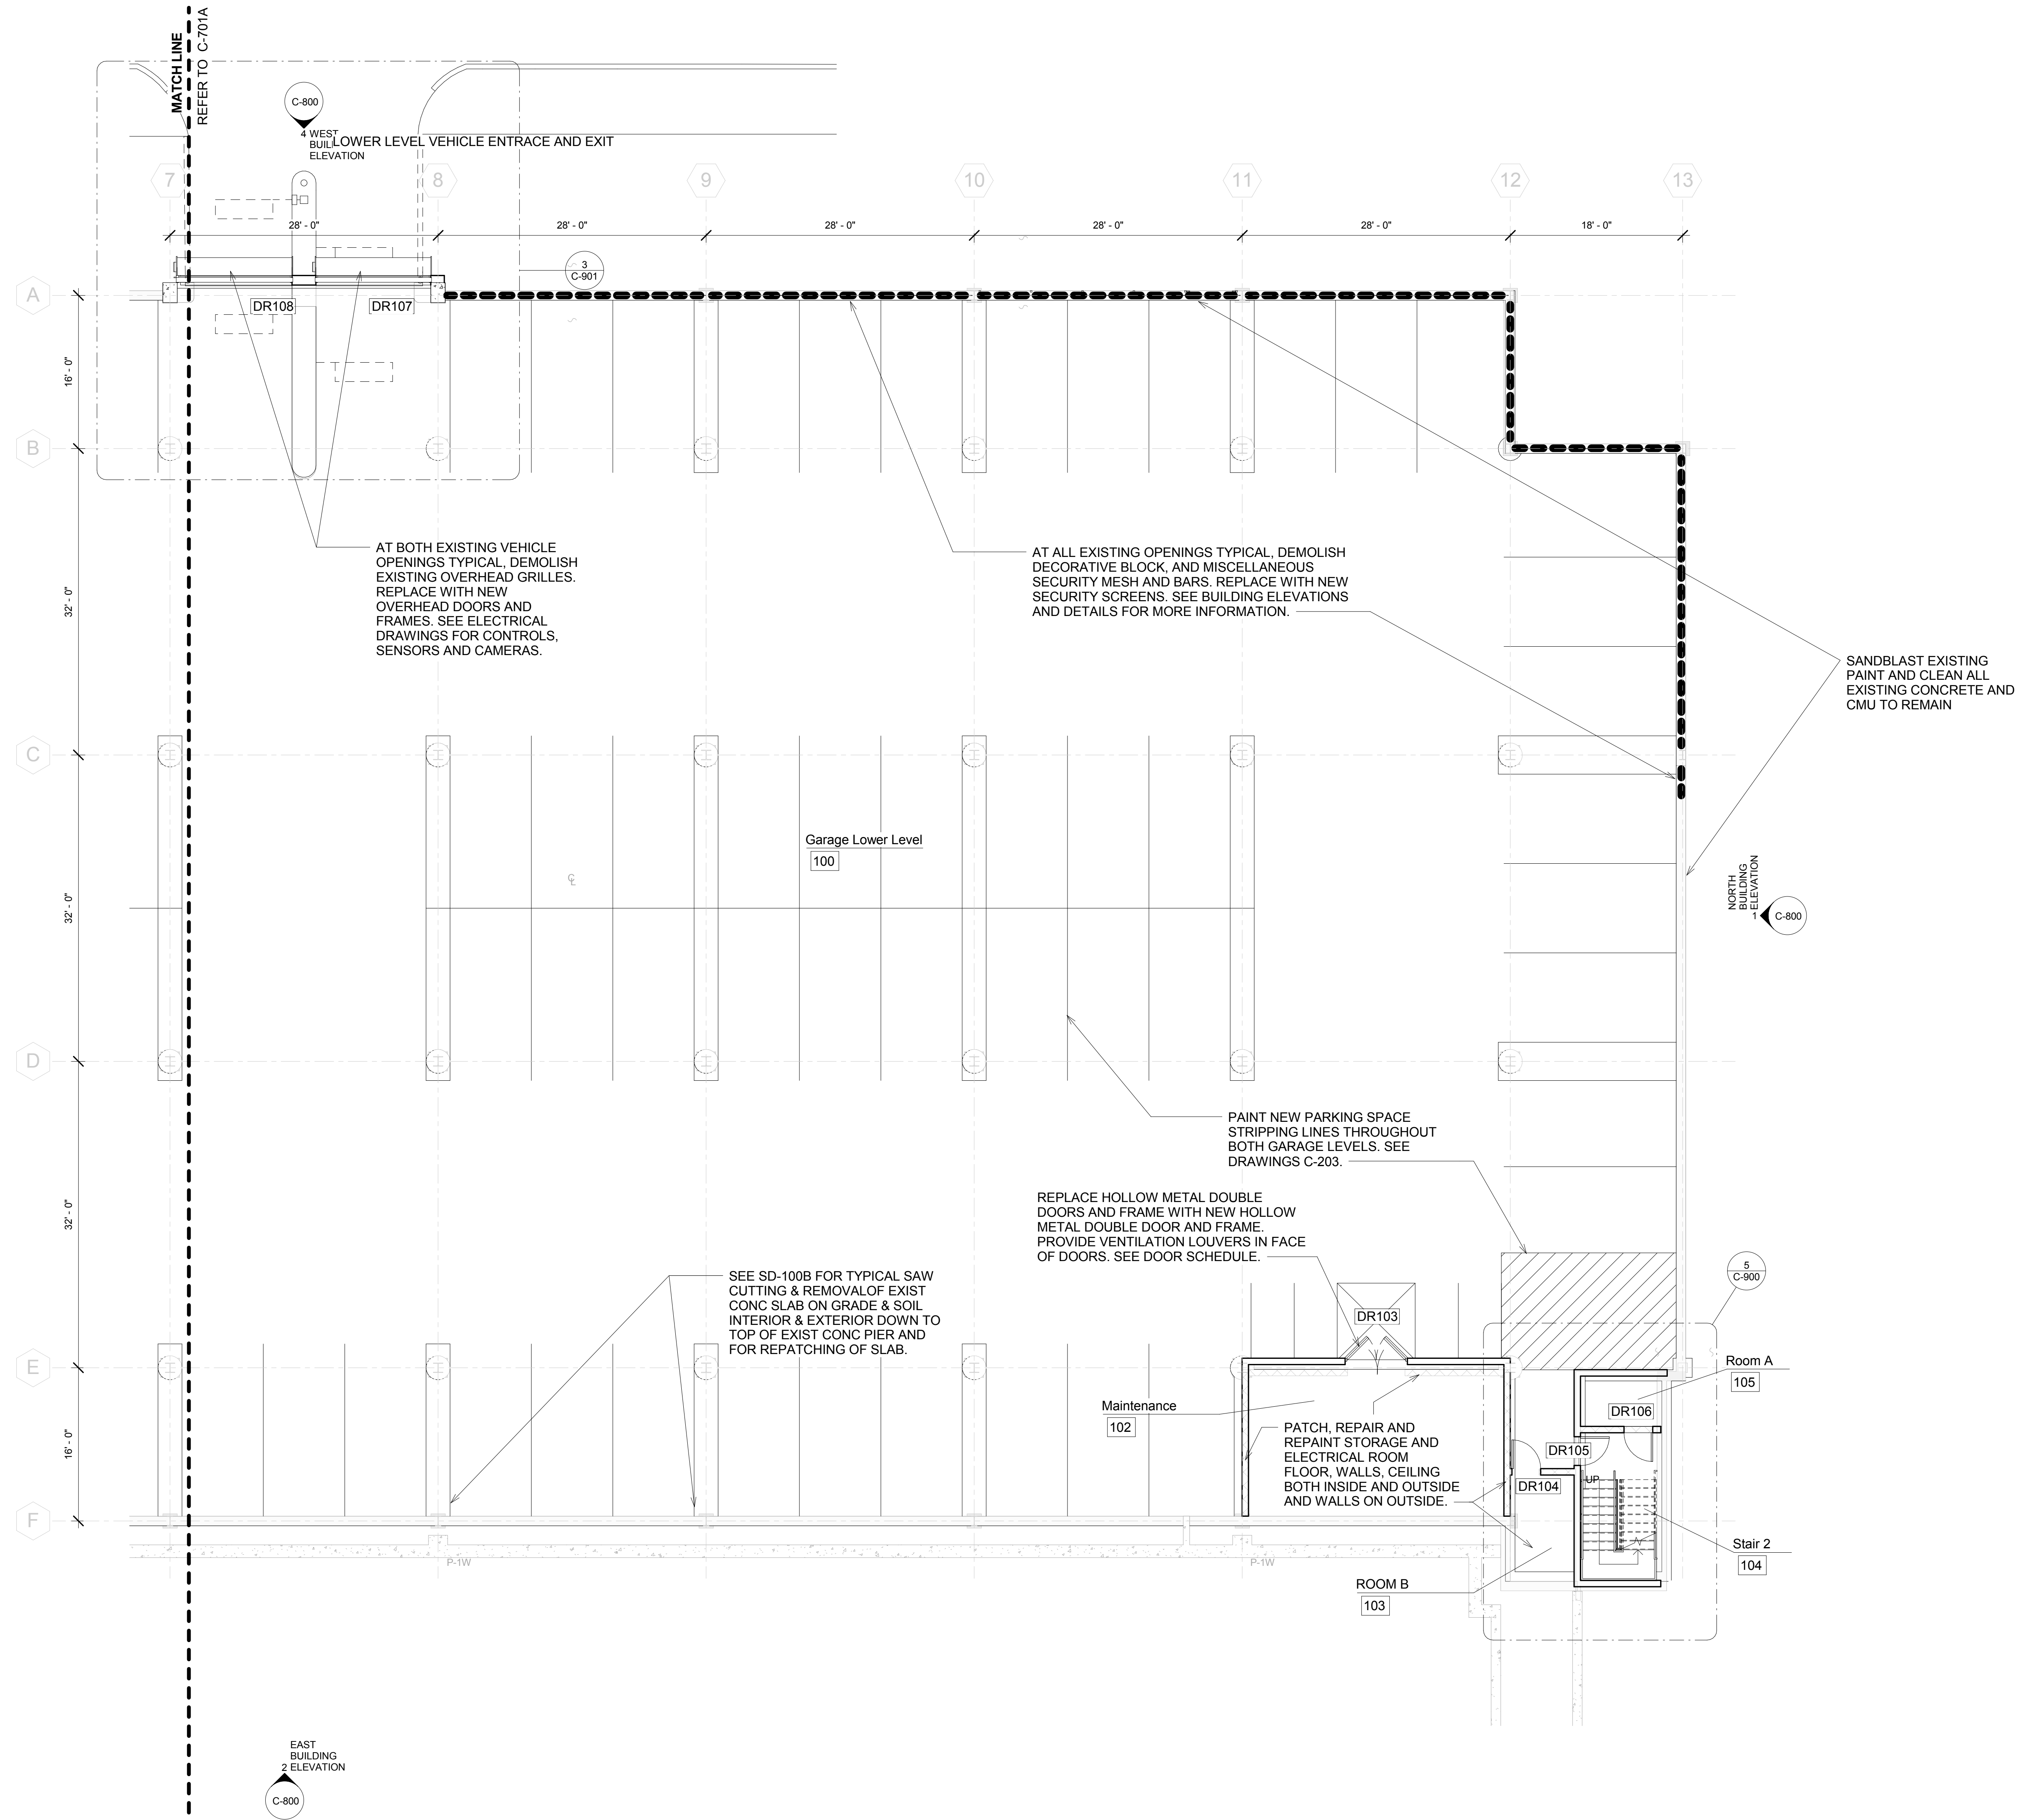 MATCH LINE
REFER TO C-701A
C-800
4 WEST
BUIL
ELEVATION
LOWER LEVEL VEHICLE ENTRACE AND EXIT
7
8
9
10
11
12
13
28' - 0"
28' - 0"
28' - 0"
28' - 0"
28' - 0"
18' - 0"
3
C-901
A
DR108
DR107
16' - 0"
B
AT BOTH EXISTING VEHICLE
OPENINGS TYPICAL, DEMOLISH
EXISTING OVERHEAD GRILLES.
REPLACE WITH NEW
OVERHEAD DOORS AND
FRAMES. SEE ELECTRICAL
DRAWINGS FOR CONTROLS,
SENSORS AND CAMERAS.
AT ALL EXISTING OPENINGS TYPICAL, DEMOLISH
DECORATIVE BLOCK, AND MISCELLANEOUS
SECURITY MESH AND BARS. REPLACE WITH NEW
SECURITY SCREENS. SEE BUILDING ELEVATIONS
AND DETAILS FOR MORE INFORMATION.
32' - 0"
SANDBLAST EXISTING
PAINT AND CLEAN ALL
EXISTING CONCRETE AND
CMU TO REMAIN
C
Garage Lower Level
100
CL
32' - 0"
NORTH
BUILDING
ELEVATION
1
C-800
D
PAINT NEW PARKING SPACE
STRIPPING LINES THROUGHOUT
BOTH GARAGE LEVELS. SEE
DRAWINGS C-203.
32' - 0"
REPLACE HOLLOW METAL DOUBLE
DOORS AND FRAME WITH NEW HOLLOW
METAL DOUBLE DOOR AND FRAME.
PROVIDE VENTILATION LOUVERS IN FACE
OF DOORS. SEE DOOR SCHEDULE.
SEE SD-100B FOR TYPICAL SAW
CUTTING & REMOVALOF EXIST
CONC SLAB ON GRADE & SOIL
INTERIOR & EXTERIOR DOWN TO
TOP OF EXIST CONC PIER AND
FOR REPATCHING OF SLAB.
5
C-900
DR103
E
Room A
105
Maintenance
102
DR106
PATCH, REPAIR AND
REPAINT STORAGE AND
ELECTRICAL ROOM
FLOOR, WALLS, CEILING
BOTH INSIDE AND OUTSIDE
AND WALLS ON OUTSIDE.
16' - 0"
DR105
UP
DR104
F
Stair 2
104
P-1W
P-1W
ROOM B
103
EAST
BUILDING
2 ELEVATION
C-800